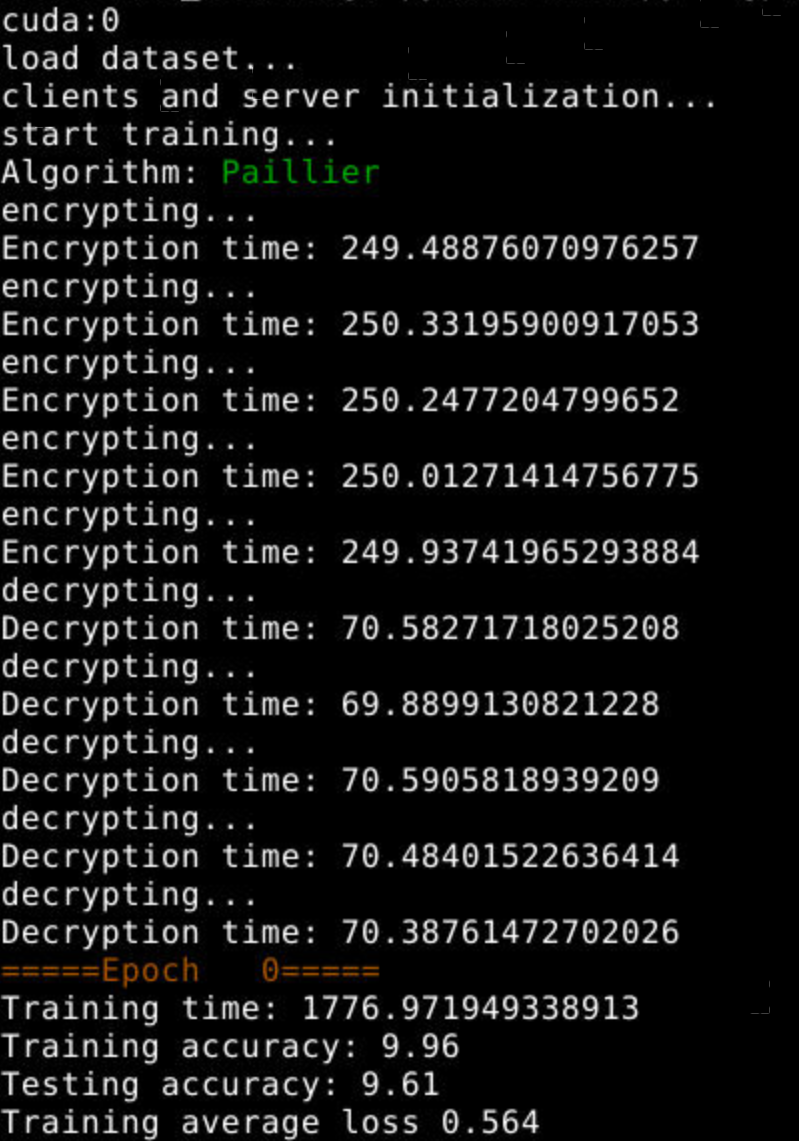 cuda:0
load dataset...
clients and server initialization...
start training...
Algorithm: Paillier
encrypting...
Encryption time: 249.48876070976257
encrypting...
Encryption time: 250.33195900917053
encrypting...
Encryption time: 250.2477204799652
encrypting...
Encryption time: 250.01271414756775
encrypting...
Encryption time: 249.93741965293884
decrypting...
Decryption time: 70.58271718025208
decrypting...
Decryption time: 69.8899130821228
decrypting...
Decryption time: 70.5905818939209
decrypting...
Decryption time: 70.48401522636414
decrypting...
Decryption time: 70.38761472702026
=====Epoch   0=====
Training time: 1776.971949338913
Training accuracy: 9.96
Testing accuracy: 9.61
Training average loss 0.564